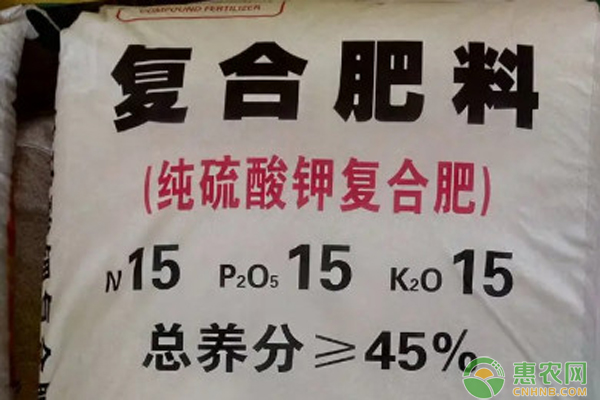 COMPOUND FERTILIZER
复合肥料
(纯硫酸钾复合肥)
N 15 P₂O₅ 15 K₂O 15
总养分≥45%
惠农网
CNHNB.COM